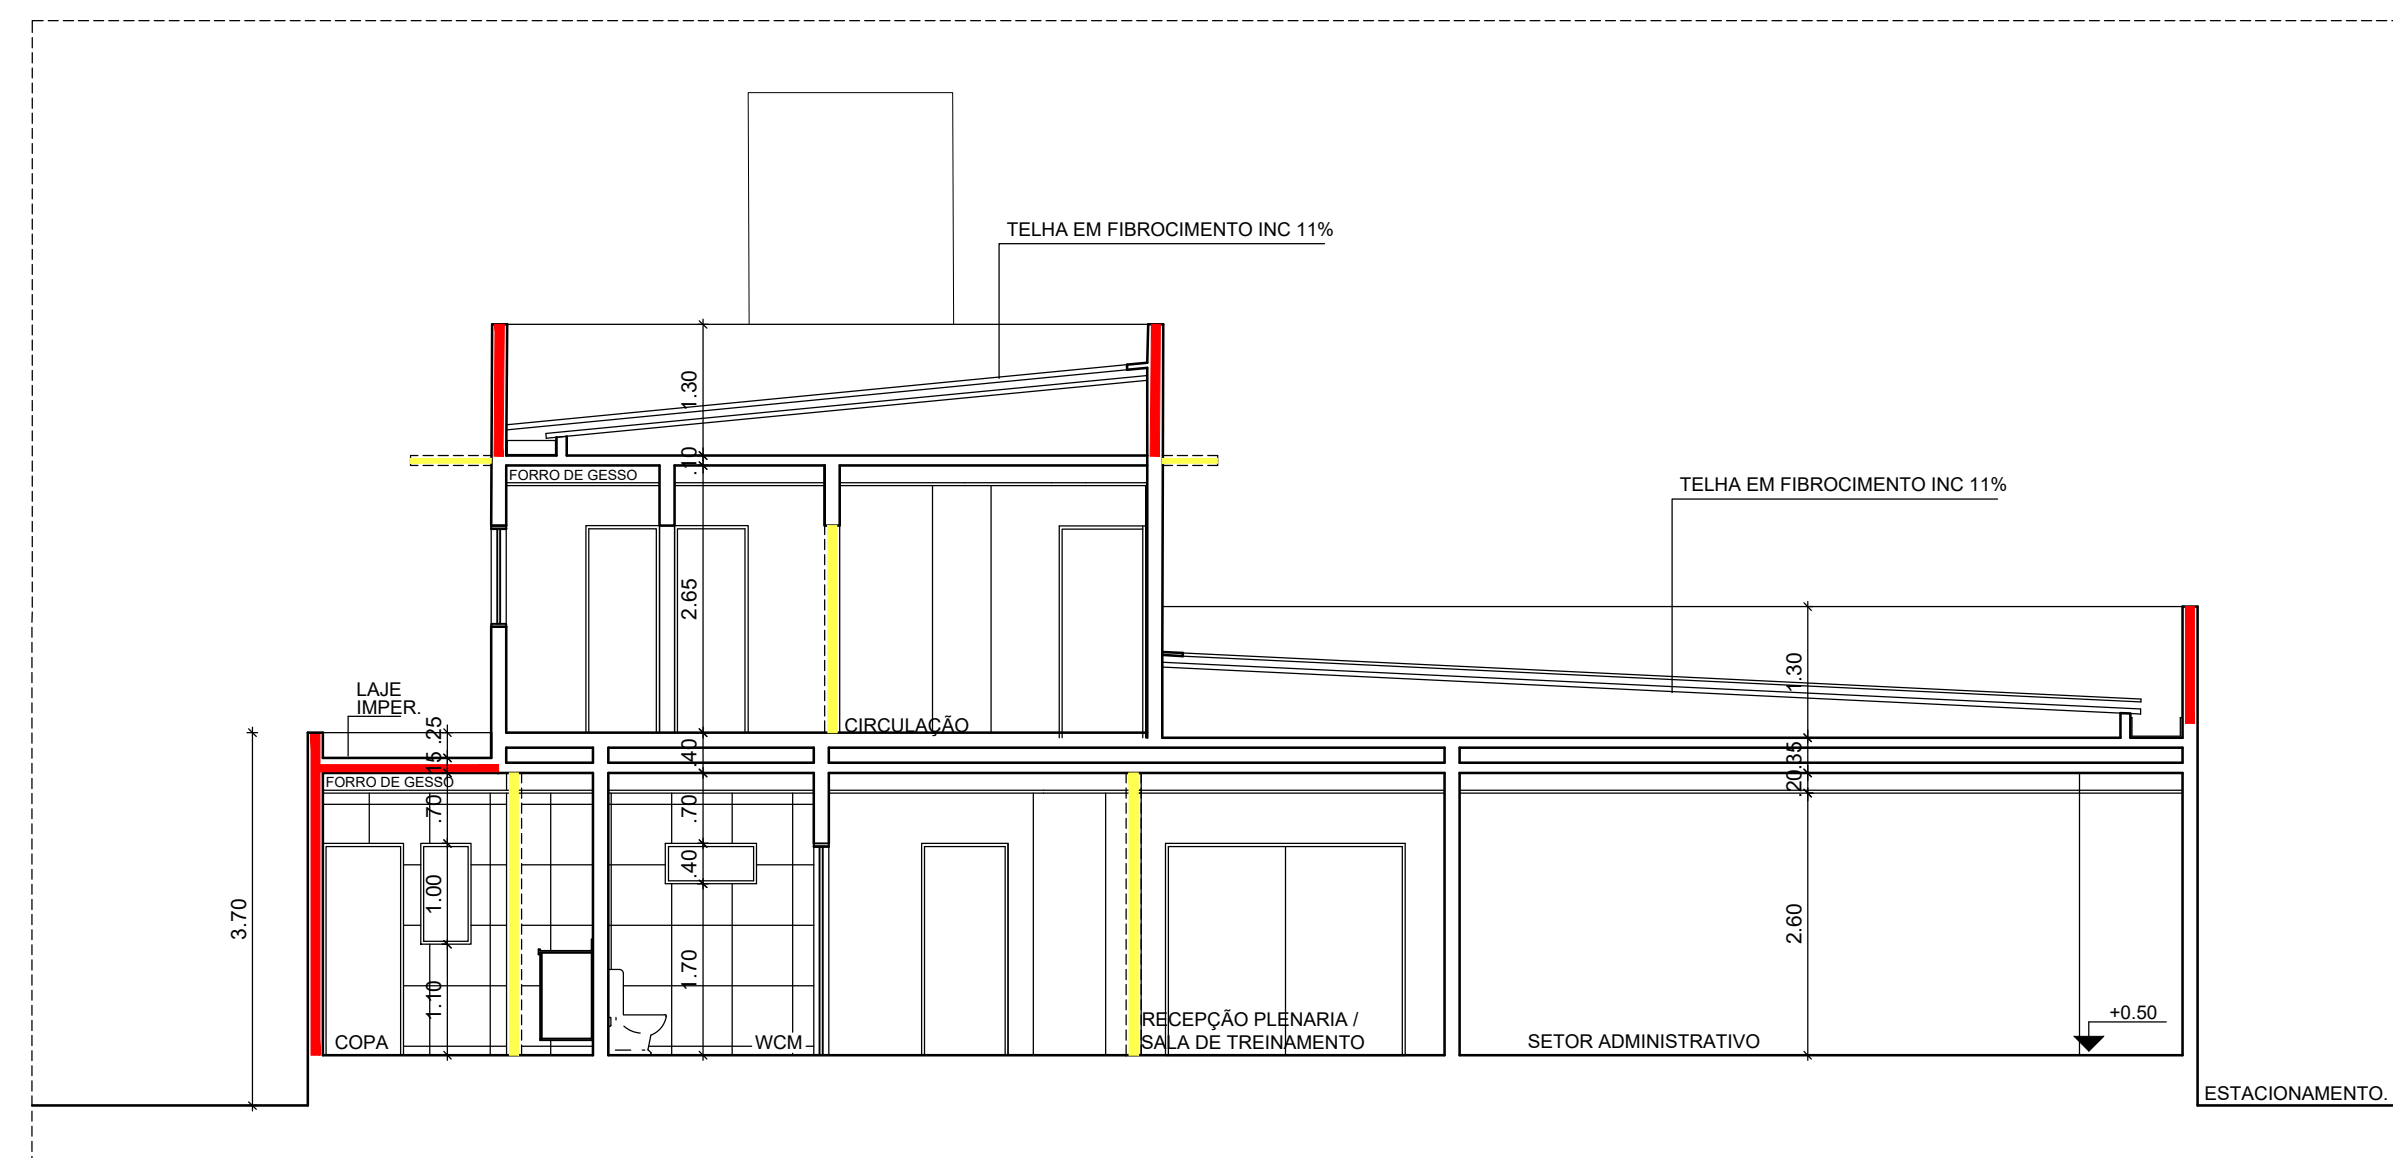 TELHA EM FIBROCIMENTO INC 11%
1.30
.10
FORRO DE GESSO
TELHA EM FIBROCIMENTO INC 11%
2.65
1.30
LAJE
IMPER.
.25
CIRCULAÇÃO
.40
.15
.35
FORRO DE GESSO
.20
.70
.70
.40
1.00
3.70
2.60
1.70
1.10
COPA
WCM
RECEPÇÃO PLENARIA /
SALA DE TREINAMENTO
SETOR ADMINISTRATIVO
+0.50
ESTACIONAMENTO.